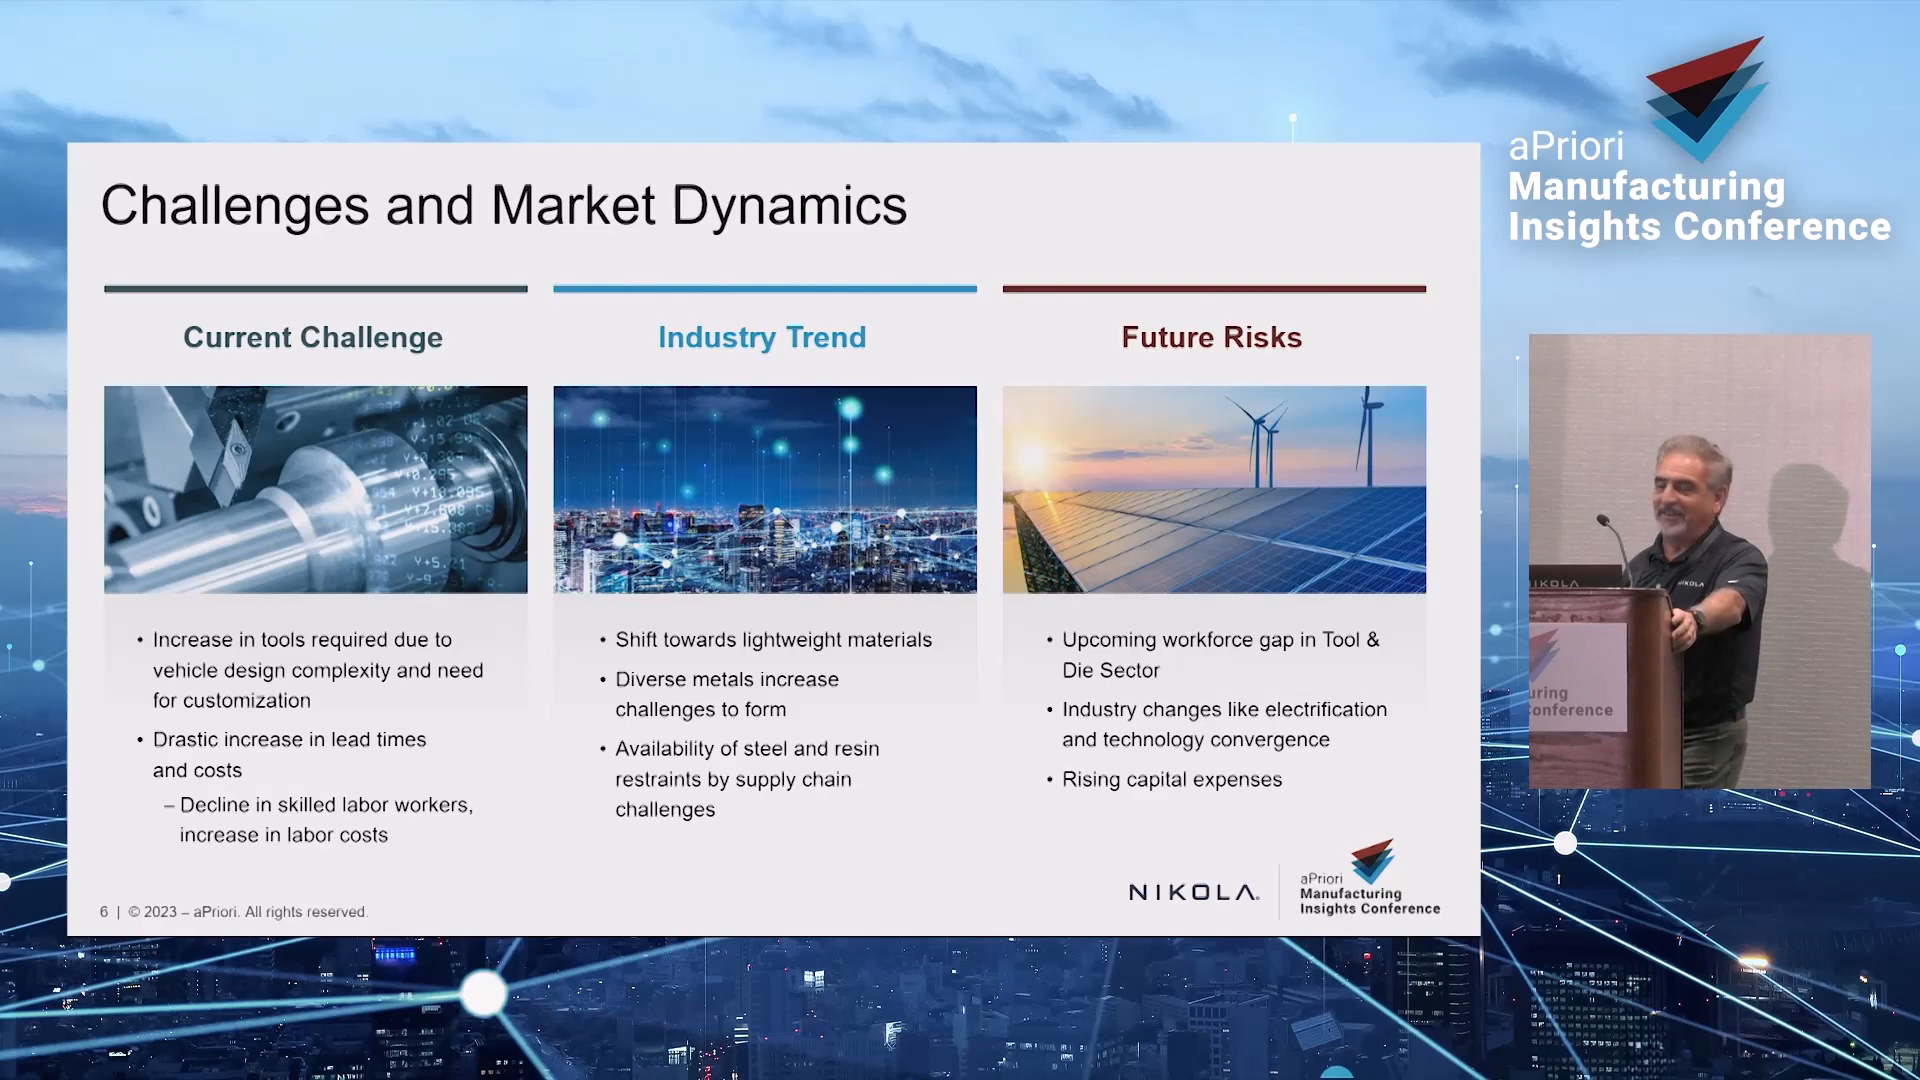 aPriori
Manufacturing
Insights Conference
Challenges and Market Dynamics
Current Challenge
• Increase in tools required due to
vehicle design complexity and need
for customization
• Drastic increase in lead times
and costs
– Decline in skilled labor workers,
increase in labor costs
Industry Trend
• Shift towards lightweight materials
• Diverse metals increase
challenges to form
• Availability of steel and resin
restraints by supply chain
challenges
Future Risks
• Upcoming workforce gap in Tool &
Die Sector
• Industry changes like electrification
and technology convergence
• Rising capital expenses
6 | © 2023 – aPriori. All rights reserved.
NIKOLA
aPriori
Manufacturing
Insights Conference
NIKOLA
NIKOLA
uring
onference